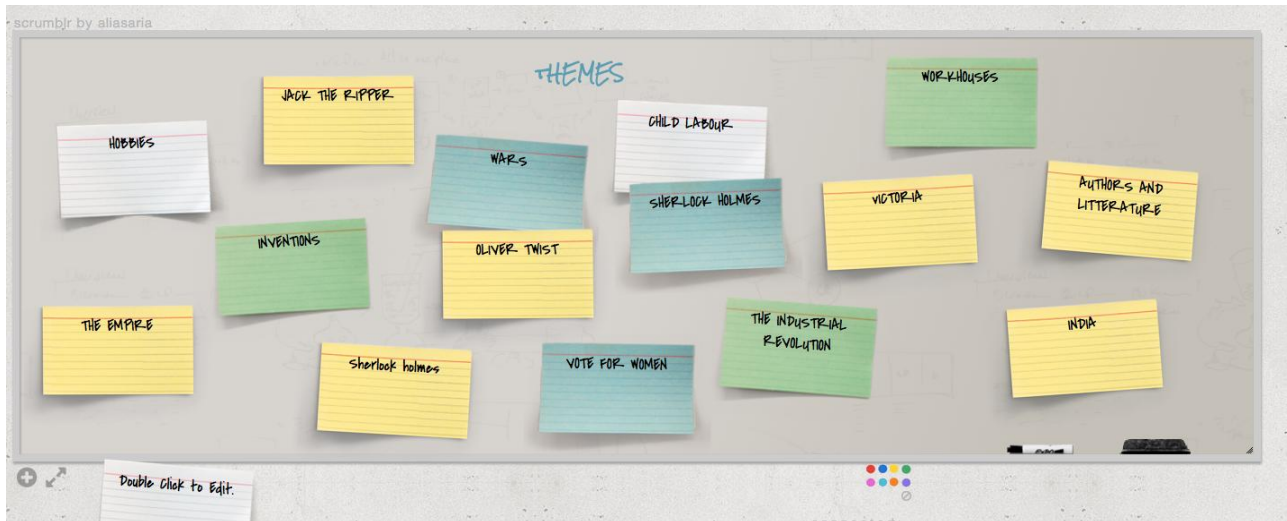 scrumblr by aliasaria
THEMES
JACK THE RIPPER
WORKHOUSES
HOBBIES
WARS
CHILD LABOUR
SHERLOCK HOLMES
VICTORIA
AUTHORS AND
LITTERATURE
INVENTIONS
OLIVER TWIST
THE EMPIRE
Sherlock holmes
VOTE FOR WOMEN
THE INDUSTRIAL
REVOLUTION
INDIA
Double Click to Edit.